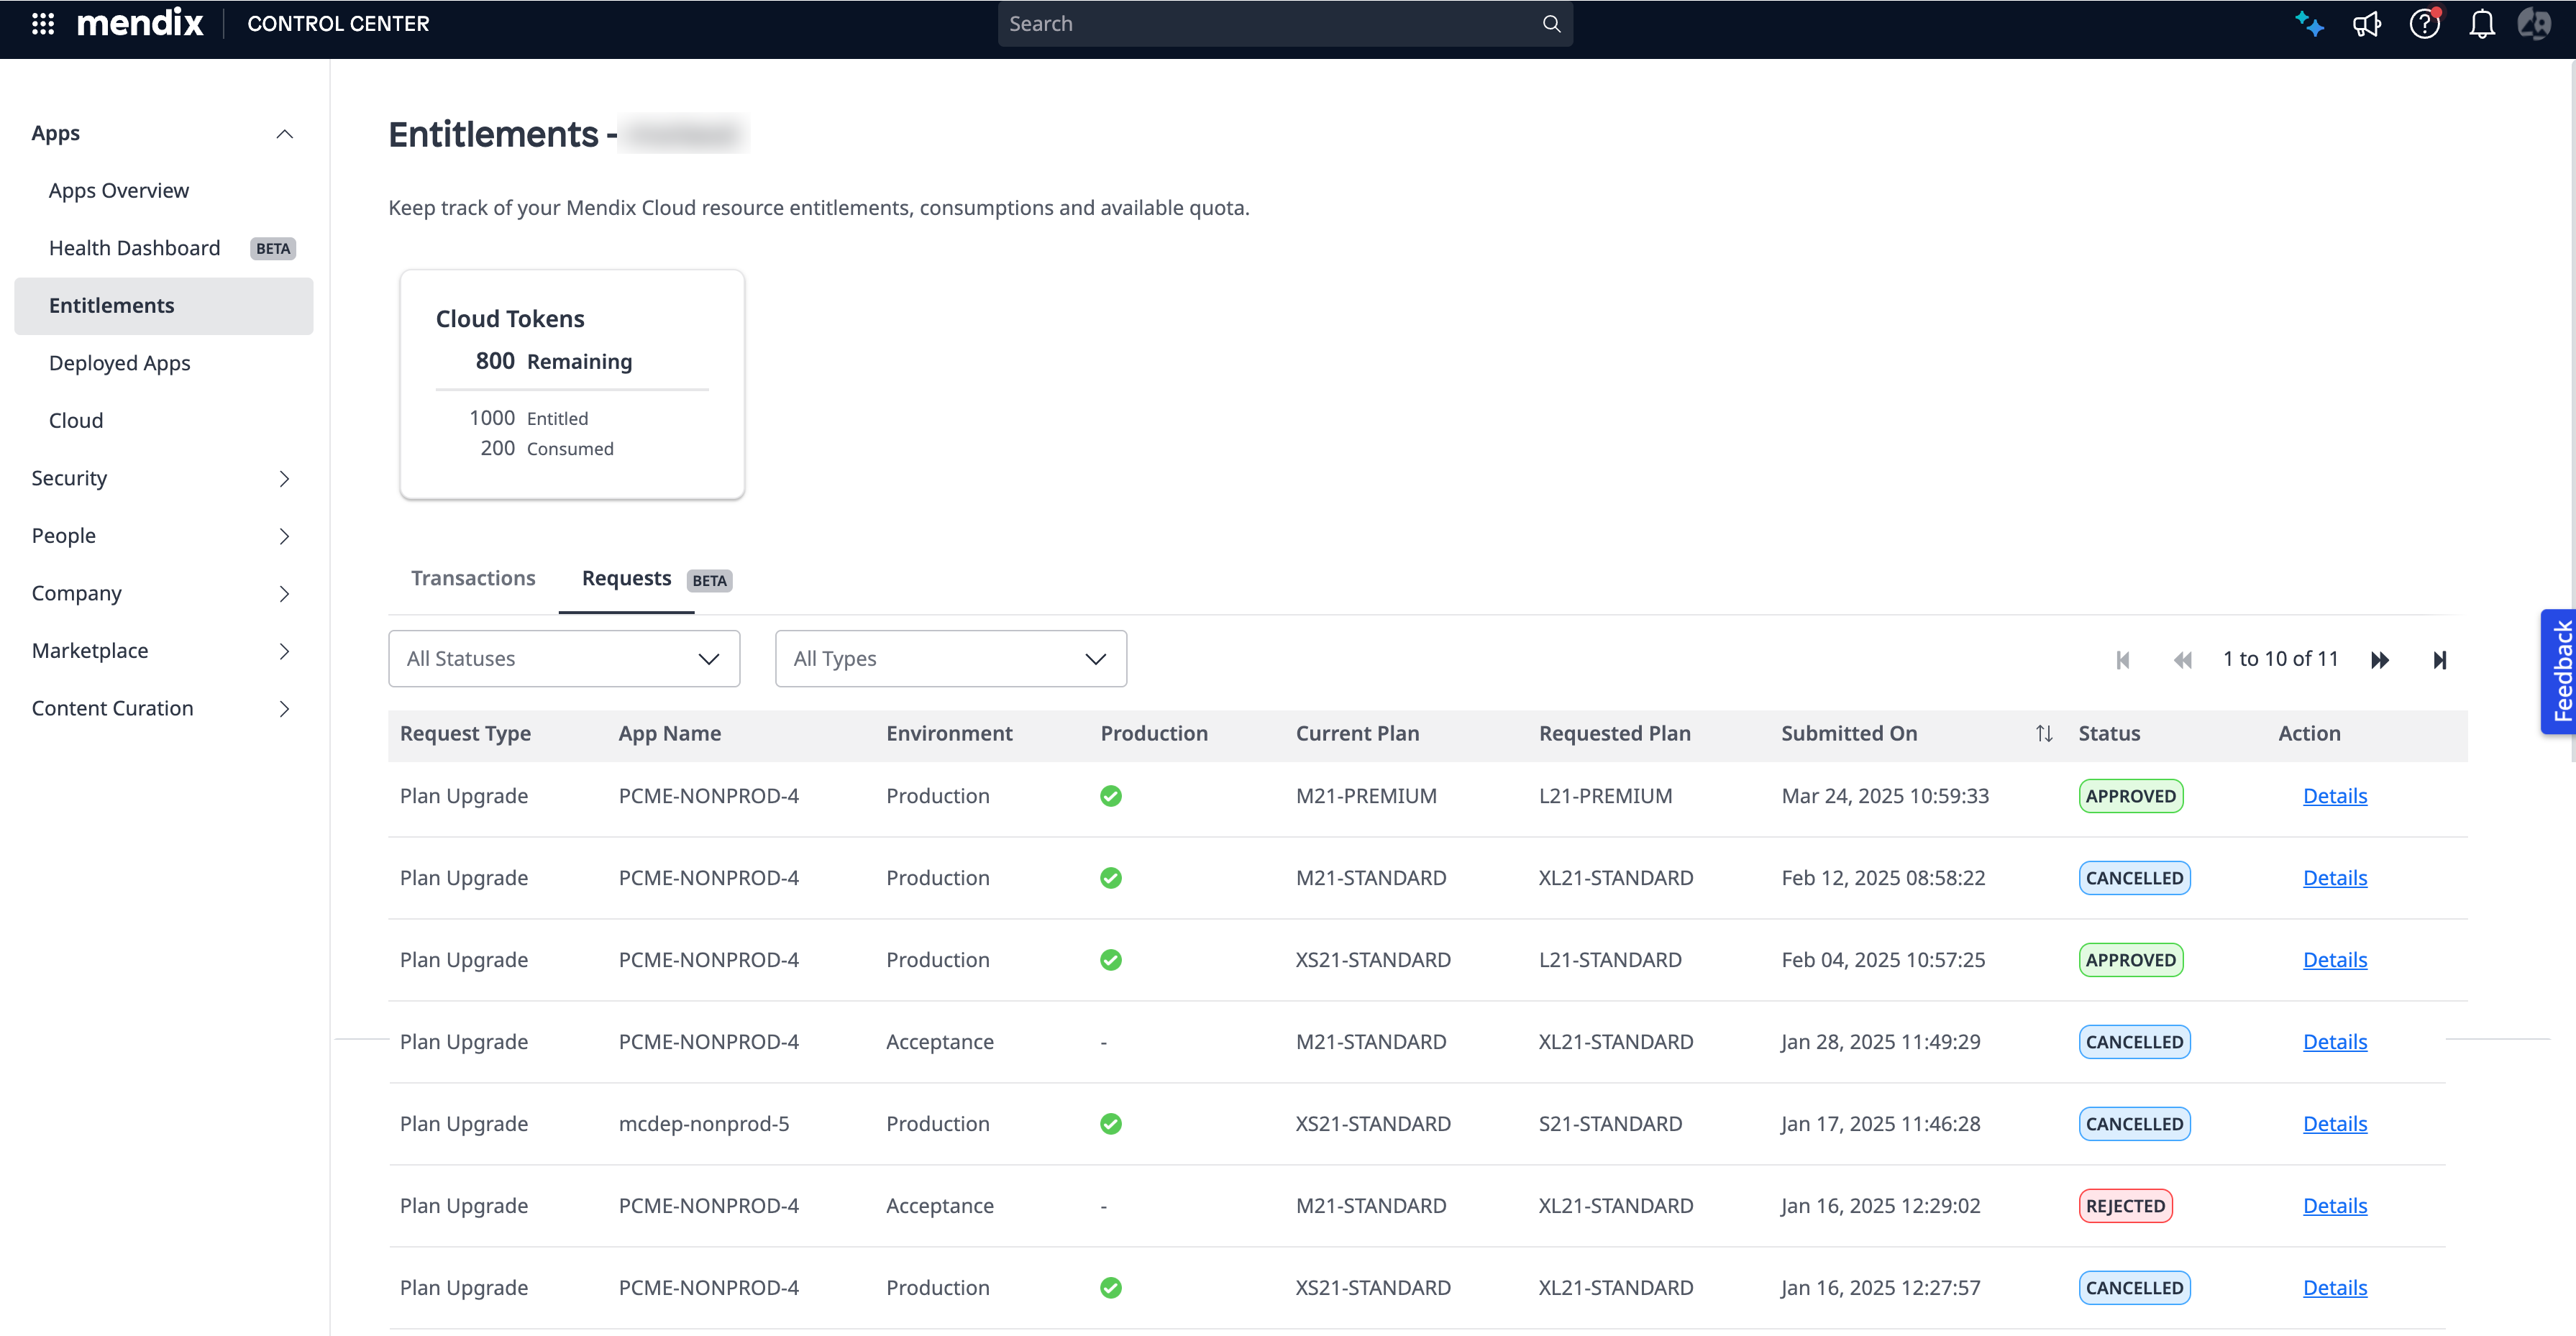 mendix CONTROL CENTER Search
Apps
Apps Overview
Health Dashboard BETA
Entitlements
Deployed Apps
Cloud
Security
People
Company
Marketplace
Content Curation
Entitlements -
Keep track of your Mendix Cloud resource entitlements, consumptions and available quota.
Cloud Tokens
800 Remaining
1000 Entitled
200 Consumed
Transactions Requests BETA
All Statuses All Types 1 to 10 of 11
Request Type App Name Environment Production Current Plan Requested Plan Submitted On Status Action
Plan Upgrade PCME-NONPROD-4 Production M21-PREMIUM L21-PREMIUM Mar 24, 2025 10:59:33 APPROVED Details
Plan Upgrade PCME-NONPROD-4 Production M21-STANDARD XL21-STANDARD Feb 12, 2025 08:58:22 CANCELLED Details
Plan Upgrade PCME-NONPROD-4 Production XS21-STANDARD L21-STANDARD Feb 04, 2025 10:57:25 APPROVED Details
Plan Upgrade PCME-NONPROD-4 Acceptance - M21-STANDARD XL21-STANDARD Jan 28, 2025 11:49:29 CANCELLED Details
Plan Upgrade mcdep-nonprod-5 Production XS21-STANDARD S21-STANDARD Jan 17, 2025 11:46:28 CANCELLED Details
Plan Upgrade PCME-NONPROD-4 Acceptance - M21-STANDARD XL21-STANDARD Jan 16, 2025 12:29:02 REJECTED Details
Plan Upgrade PCME-NONPROD-4 Production XS21-STANDARD XL21-STANDARD Jan 16, 2025 12:27:57 CANCELLED Details
Feedback